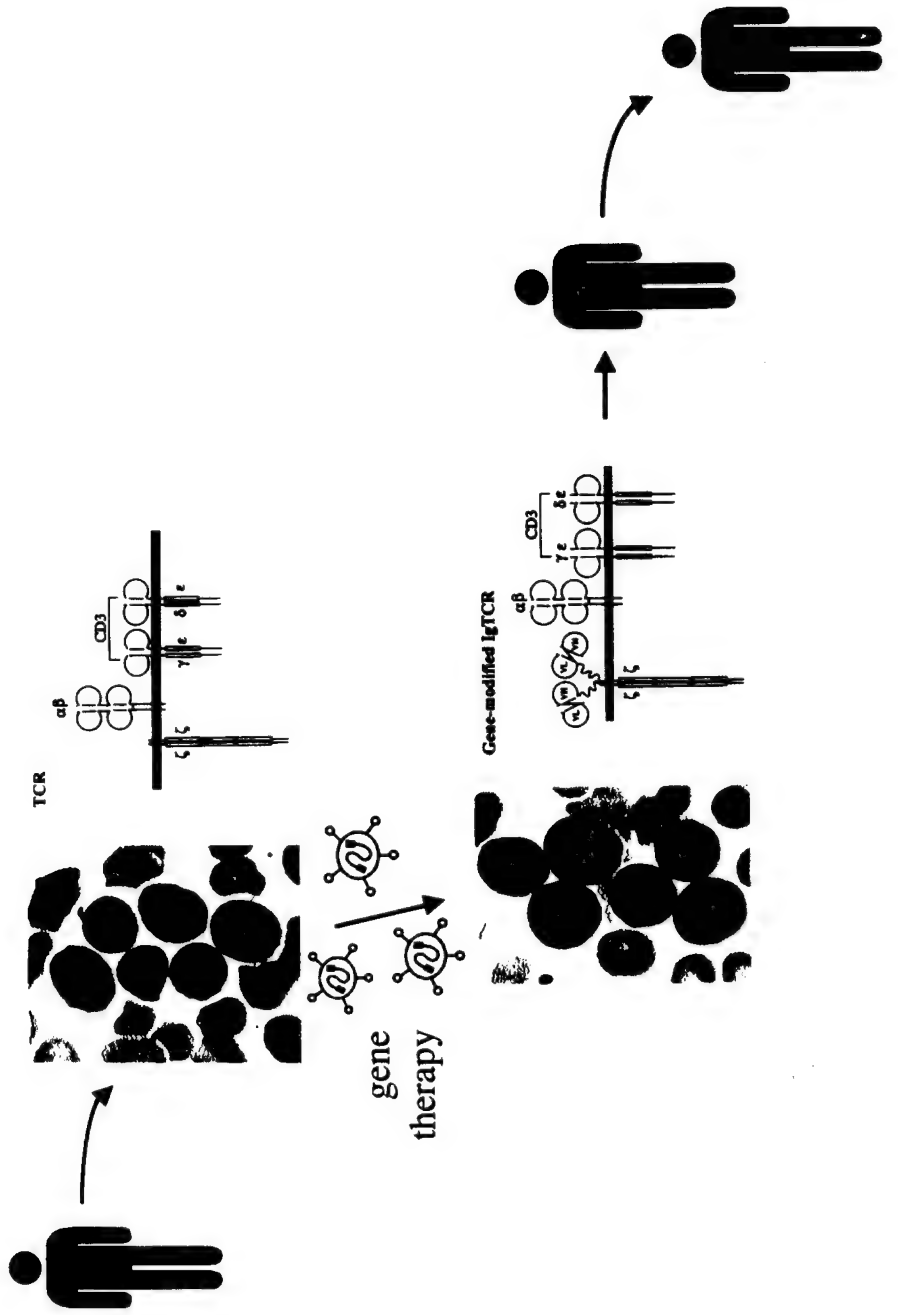 TCR
αβ
CD3
γ ε
δ ε
ζ ζ
gene
therapy
Gene-modified IgTCR
αβ
CD3
γ ε
δ ε
VL
VH
VL
VH
ζ ζ